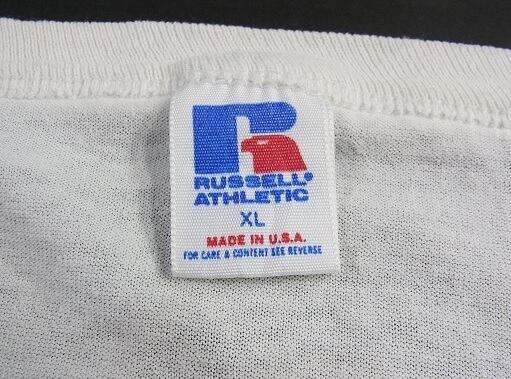 R
RUSSELL®
ATHLETIC
XL
MADE IN U.S.A.
FOR CARE & CONTENT SEE REVERSE